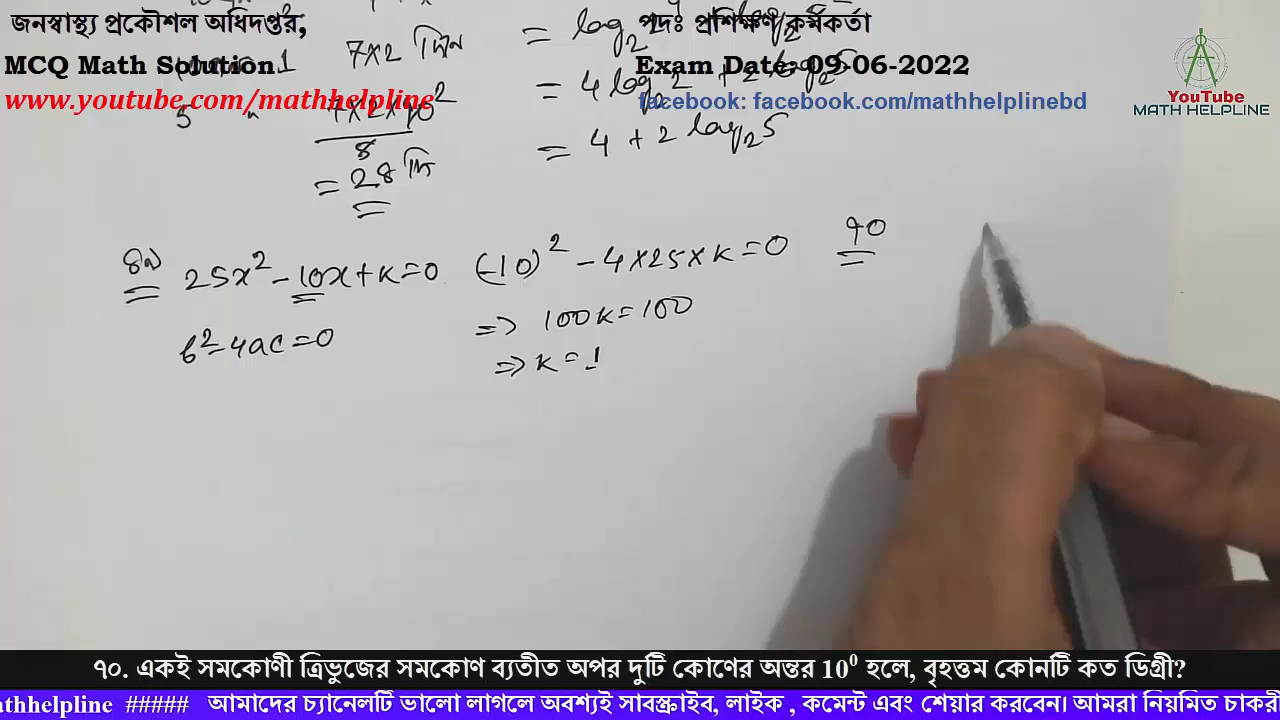 জনস্বাস্থ্য প্রকৌশল অধিদপ্তর,
পদঃ প্রশিক্ষণ কর্মকর্তা
MCQ Math Solution
Exam Date: 09-06-2022
www.youtube.com/mathhelpline
facebook: facebook.com/mathhelplinebd
YouTube
MATH HELPLINE
7×2 দিন
= 28 দি
= 4 + 2 log₂5
25x² - 10x + k = 0
b² - 4ac = 0
(-10)² - 4×25×k = 0
=> 100k = 100
=> k = 1
৭০
৭০. একই সমকোণী ত্রিভুজের সমকোণ ব্যতীত অপর দুটি কোণের অন্তর 10⁰ হলে, বৃহত্তম কোনটি কত ডিগ্রী?
athhelpline ##### আমাদের চ্যানেলটি ভালো লাগলে অবশ্যই সাবস্ক্রাইব, লাইক , কমেন্ট এবং শেয়ার করবেন। আমরা নিয়মিত চাকরী